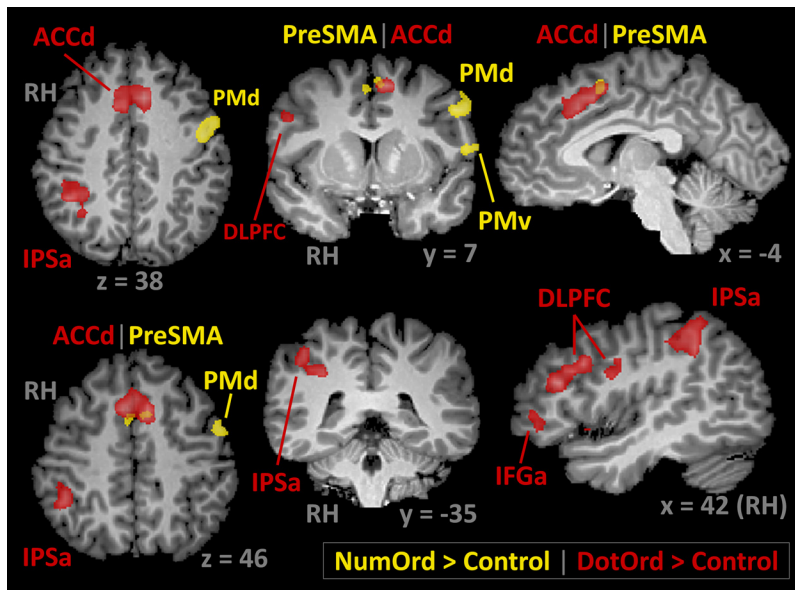 ACCd
RH
PMd
IPSa
z = 38
PreSMA|ACCd
PMd
DLPFC
PMv
RH
y = 7
ACCd|PreSMA
x = -4
ACCd|PreSMA
RH
PMd
IPSa
z = 46
IPSa
RH
y = -35
DLPFC
IPSa
IFGa
x = 42 (RH)
NumOrd > Control | DotOrd > Control